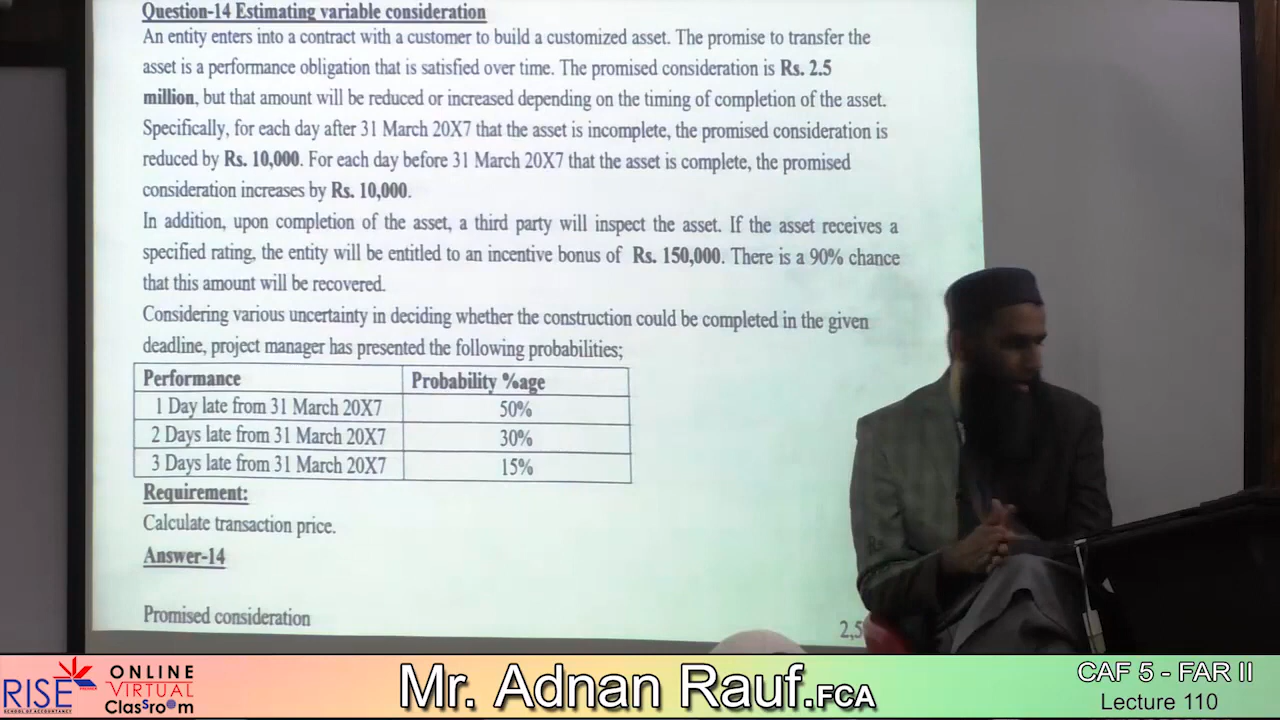 Question-14 Estimating variable consideration
An entity enters into a contract with a customer to build a customized asset. The promise to transfer the
asset is a performance obligation that is satisfied over time. The promised consideration is Rs. 2.5
million, but that amount will be reduced or increased depending on the timing of completion of the asset.
Specifically, for each day after 31 March 20X7 that the asset is incomplete, the promised consideration is
reduced by Rs. 10,000. For each day before 31 March 20X7 that the asset is complete, the promised
consideration increases by Rs. 10,000.
In addition, upon completion of the asset, a third party will inspect the asset. If the asset receives a
specified rating, the entity will be entitled to an incentive bonus of Rs. 150,000. There is a 90% chance
that this amount will be recovered.
Considering various uncertainty in deciding whether the construction could be completed in the given
deadline, project manager has presented the following probabilities;
Performance Probability %age
1 Day late from 31 March 20X7 50%
2 Days late from 31 March 20X7 30%
3 Days late from 31 March 20X7 15%
Requirement:
Calculate transaction price.
Answer-14
Promised consideration 2,5
RISE ONLINE
VIRTUAL
SCHOOL OF ACCOUNTANCY Classroom
Mr. Adnan Rauf.FCA
CAF 5 - FAR II
Lecture 110